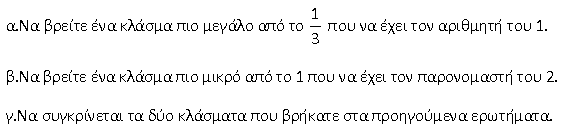 α.Να βρείτε ένα κλάσμα πιο μεγάλο από το 1/3 που να έχει τον αριθμητή του 1.
β.Να βρείτε ένα κλάσμα πιο μικρό από το 1 που να έχει τον παρονομαστή του 2.
γ.Να συγκρίνεται τα δύο κλάσματα που βρήκατε στα προηγούμενα ερωτήματα.